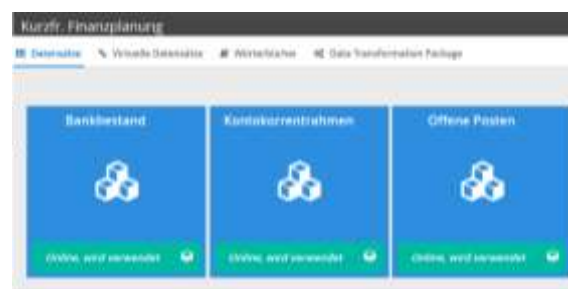 Kurzfr. Finanzplanung
Datensätze Virtuelle Datensätze Wörterbücher Data Transformation Package
Bankbestand Kontokorrentrahmen Offene Posten
Online, wird verwendet Online, wird verwendet Online, wird verwendet